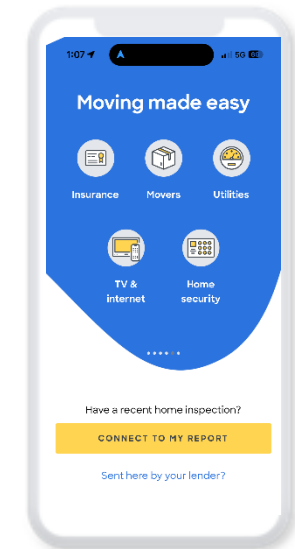 1:07
5G
Moving made easy
Insurance
Movers
Utilities
TV &
internet
Home
security
Have a recent home inspection?
CONNECT TO MY REPORT
Sent here by your lender?